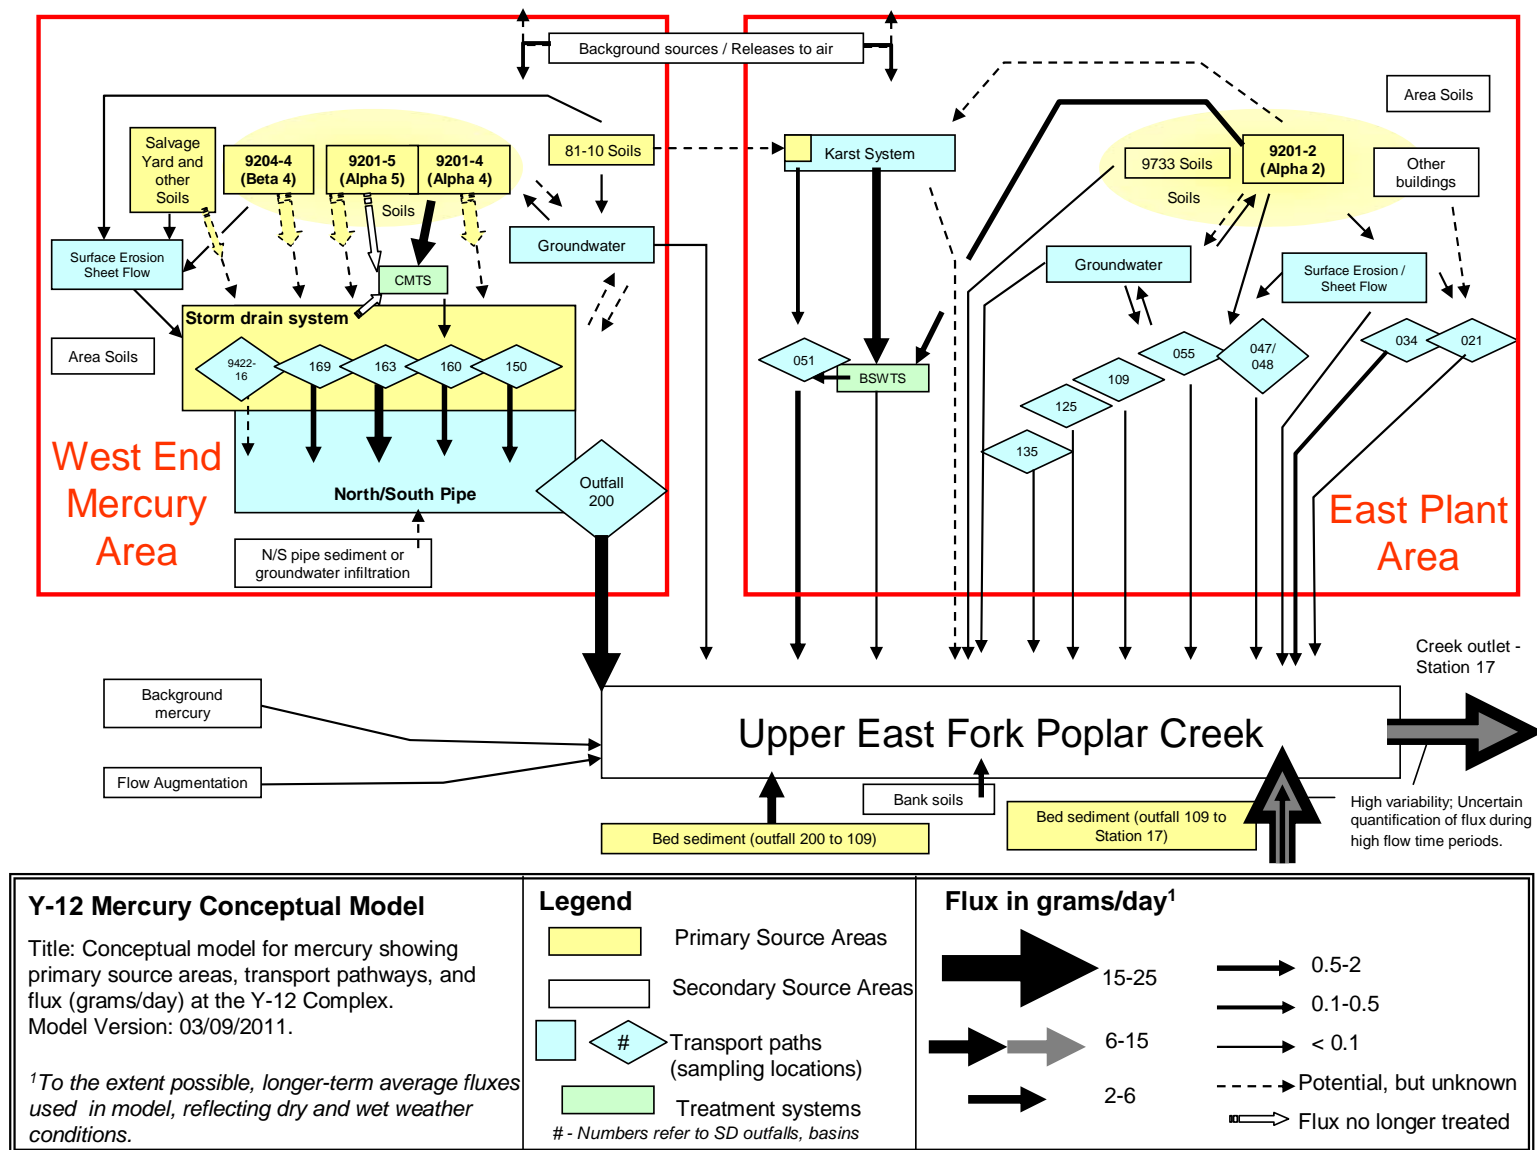 Background sources / Releases to air
Area Soils
Salvage
Yard and
other
Soils
9204-4
(Beta 4)
9201-5
(Alpha 5)
9201-4
(Alpha 4)
Soils
81-10 Soils
Karst System
9733 Soils
9201-2
(Alpha 2)
Soils
Other
buildings
Surface Erosion
Sheet Flow
CMTS
Groundwater
Groundwater
Surface Erosion /
Sheet Flow
Storm drain system
Area Soils
9422-
16
169
163
160
150
051
BSWTS
135
125
109
055
047/
048
034
021
West End
Mercury
Area
North/South Pipe
Outfall
200
East Plant
Area
N/S pipe sediment or
groundwater infiltration
Creek outlet -
Station 17
Background
mercury
Upper East Fork Poplar Creek
Flow Augmentation
Bank soils
Bed sediment (outfall 200 to 109)
Bed sediment (outfall 109 to
Station 17)
High variability; Uncertain
quantification of flux during
high flow time periods.
Y-12 Mercury Conceptual Model
Title: Conceptual model for mercury showing
primary source areas, transport pathways, and
flux (grams/day) at the Y-12 Complex.
Model Version: 03/09/2011.
1To the extent possible, longer-term average fluxes
used in model, reflecting dry and wet weather
conditions.
Legend
Primary Source Areas
Secondary Source Areas
#
Transport paths
(sampling locations)
Treatment systems
# - Numbers refer to SD outfalls, basins
Flux in grams/day1
15-25
6-15
2-6
0.5-2
0.1-0.5
< 0.1
Potential, but unknown
Flux no longer treated